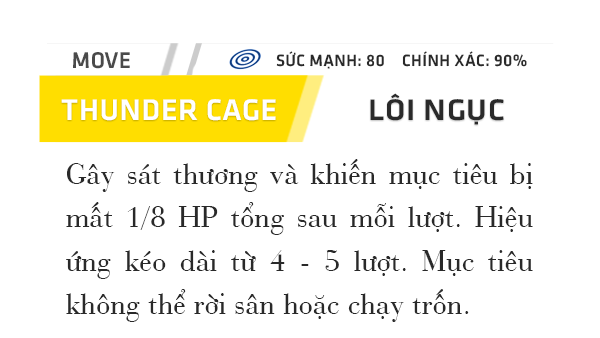 MOVE SỨC MẠNH: 80 CHÍNH XÁC: 90%
THUNDER CAGE LÔI NGỤC
Gây sát thương và khiến mục tiêu bị
mất 1/8 HP tổng sau mỗi lượt. Hiệu
ứng kéo dài từ 4 - 5 lượt. Mục tiêu
không thể rời sân hoặc chạy trốn.